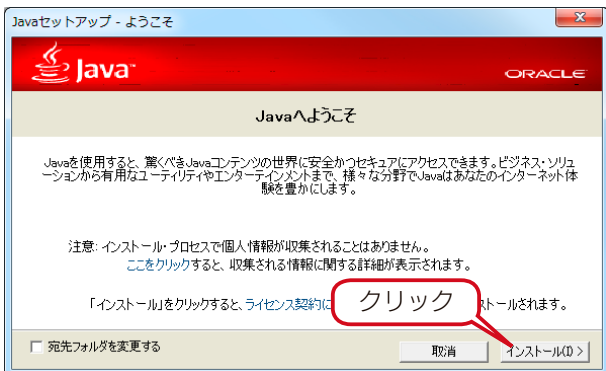 Javaセットアップ - ようこそ
Java
ORACLE
Javaへようこそ
Javaを使用すると、驚くべきJavaコンテンツの世界に安全かつセキュアにアクセスできます。ビジネス・ソリュ
ーションから有用なユーティリティやエンターテインメントまで、様々な分野でJavaはあなたのインターネット体
験を豊かにします。
注意: インストール・プロセスで個人情報が収集されることはありません。
ここをクリックすると、収集される情報に関する詳細が表示されます。
「インストール」をクリックすると、ライセンス契約に ストールされます。
クリック
宛先フォルダを変更する
取消
インストール(I) >